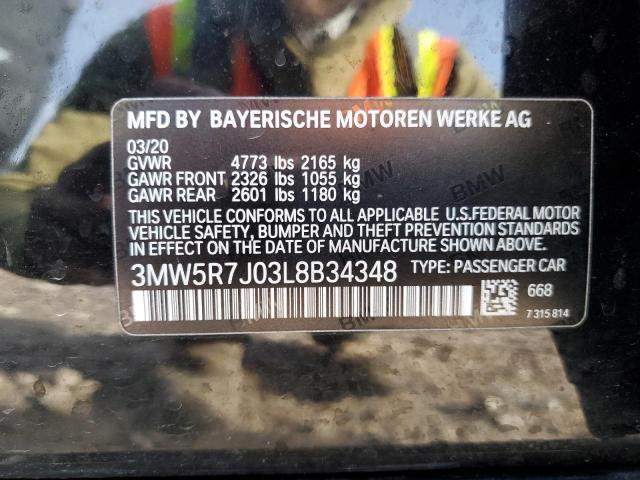 MFD BY BAYERISCHE MOTOREN WERKE AG
03/20
GVWR 4773 lbs 2165 kg
GAWR FRONT 2326 lbs 1055 kg
GAWR REAR 2601 lbs 1180 kg
THIS VEHICLE CONFORMS TO ALL APPLICABLE U.S.FEDERAL MOTOR
VEHICLE SAFETY, BUMPER AND THEFT PREVENTION STANDARDS
IN EFFECT ON THE DATE OF MANUFACTURE SHOWN ABOVE.
3MW5R7J03L8B34348 TYPE: PASSENGER CAR
668
7 315 814